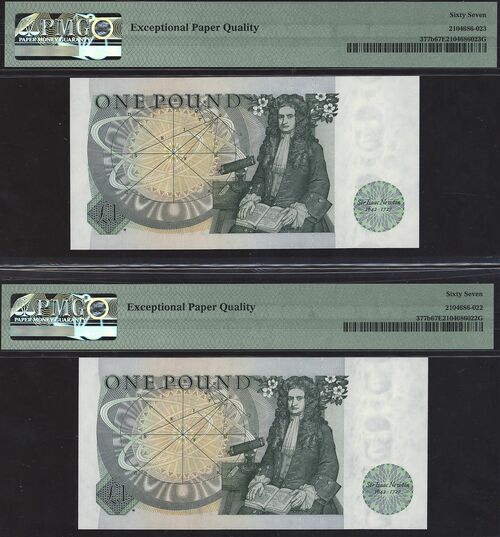 PMG
PAPER MONEY GUARANTY
Exceptional Paper Quality
Sixty Seven
2104686-023
377b67E2104686023G
ONE POUND
£1
Sir Isaac Newton
1642-1727
PMG
PAPER MONEY GUARANTY
Exceptional Paper Quality
Sixty Seven
2104686-022
377b67E2104686022G
ONE POUND
£1
Sir Isaac Newton
1642-1727